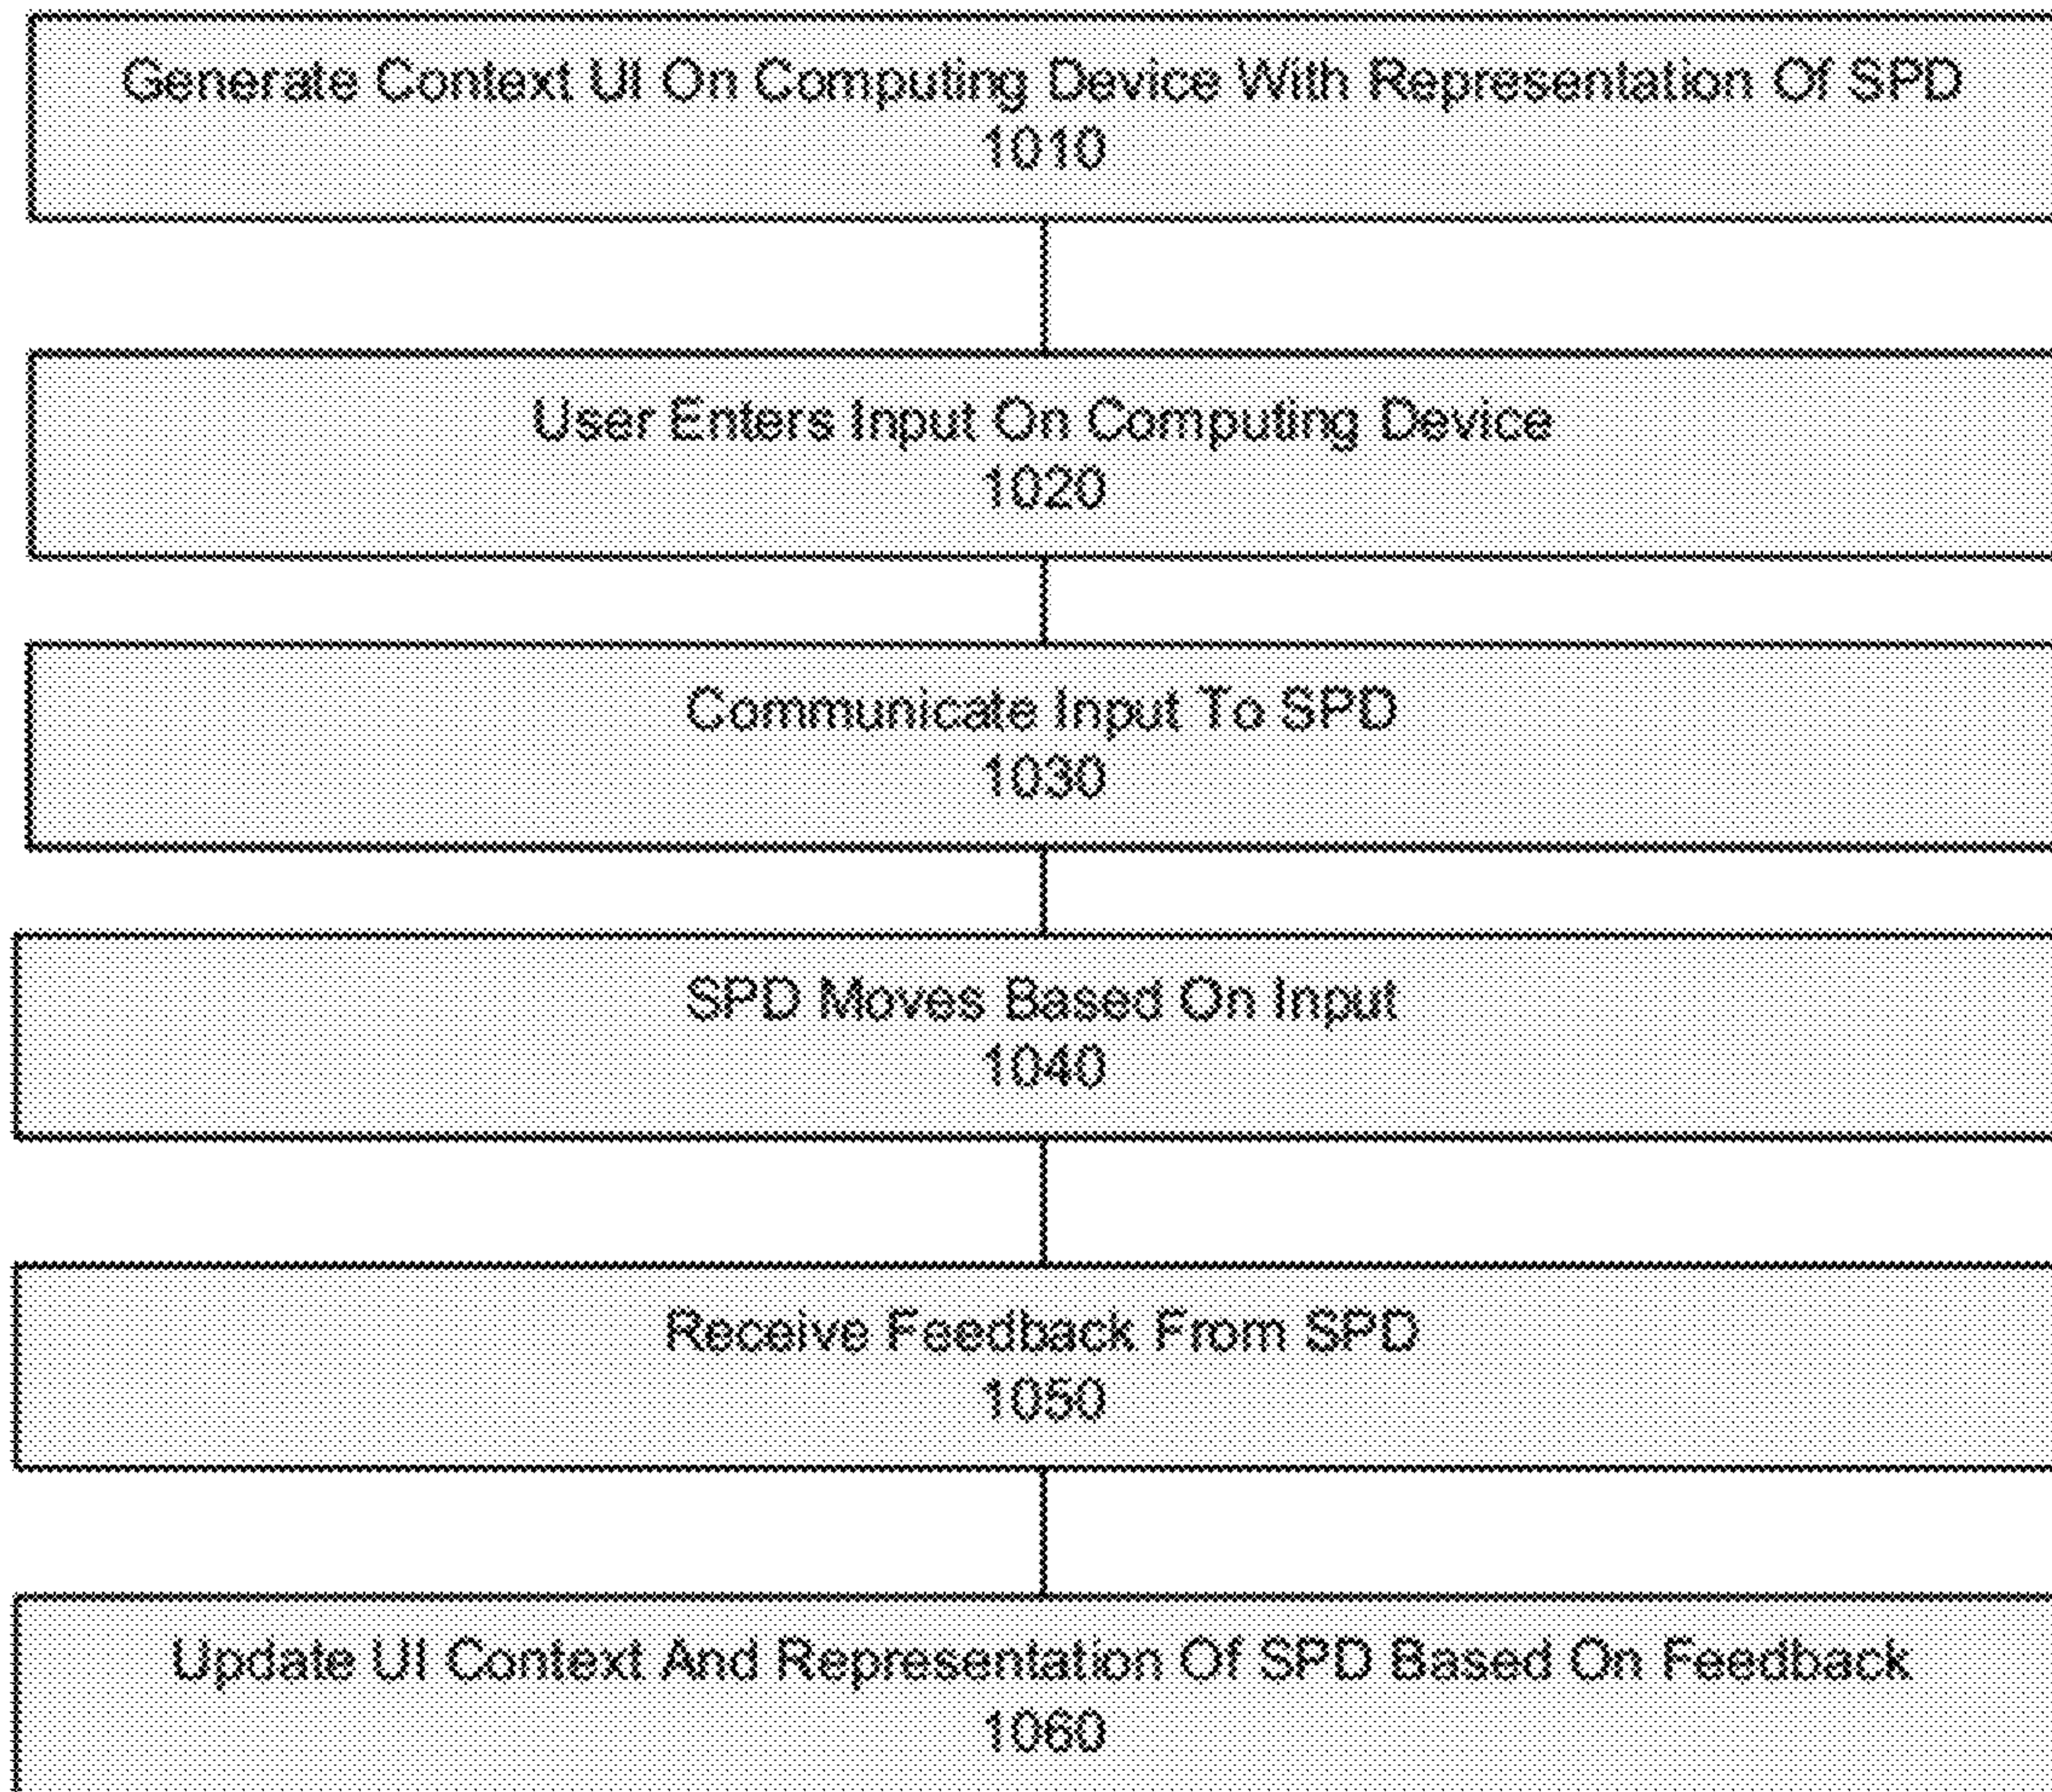 Generate Context UI On Computing Device With Representation Of SPD
1010
User Enters Input On Computing Device
1020
Communicate Input To SPD
1030
SPD Moves Based On Input
1040
Receive Feedback From SPD
1050
Update UI Context And Representation Of SPD Based On Feedback
1060